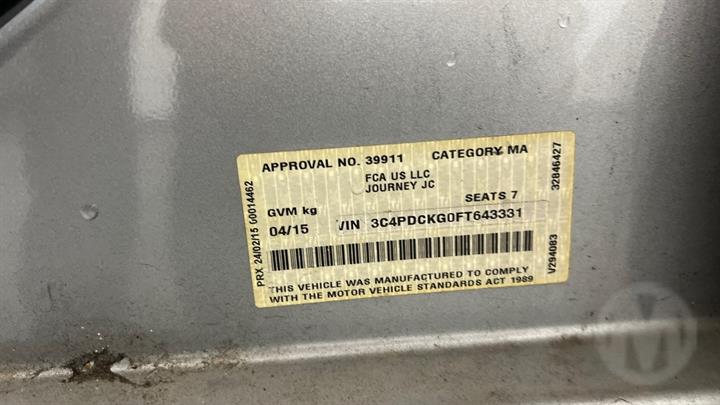 APPROVAL NO. 39911 CATEGORY MA
FCA US LLC
JOURNEY JC
SEATS 7
GVM kg
04/15 VIN 3C4PDCKG0FT643331
THIS VEHICLE WAS MANUFACTURED TO COMPLY
WITH THE MOTOR VEHICLE STANDARDS ACT 1989
PRX 24/02/15 00014462
32846427
V294083
M